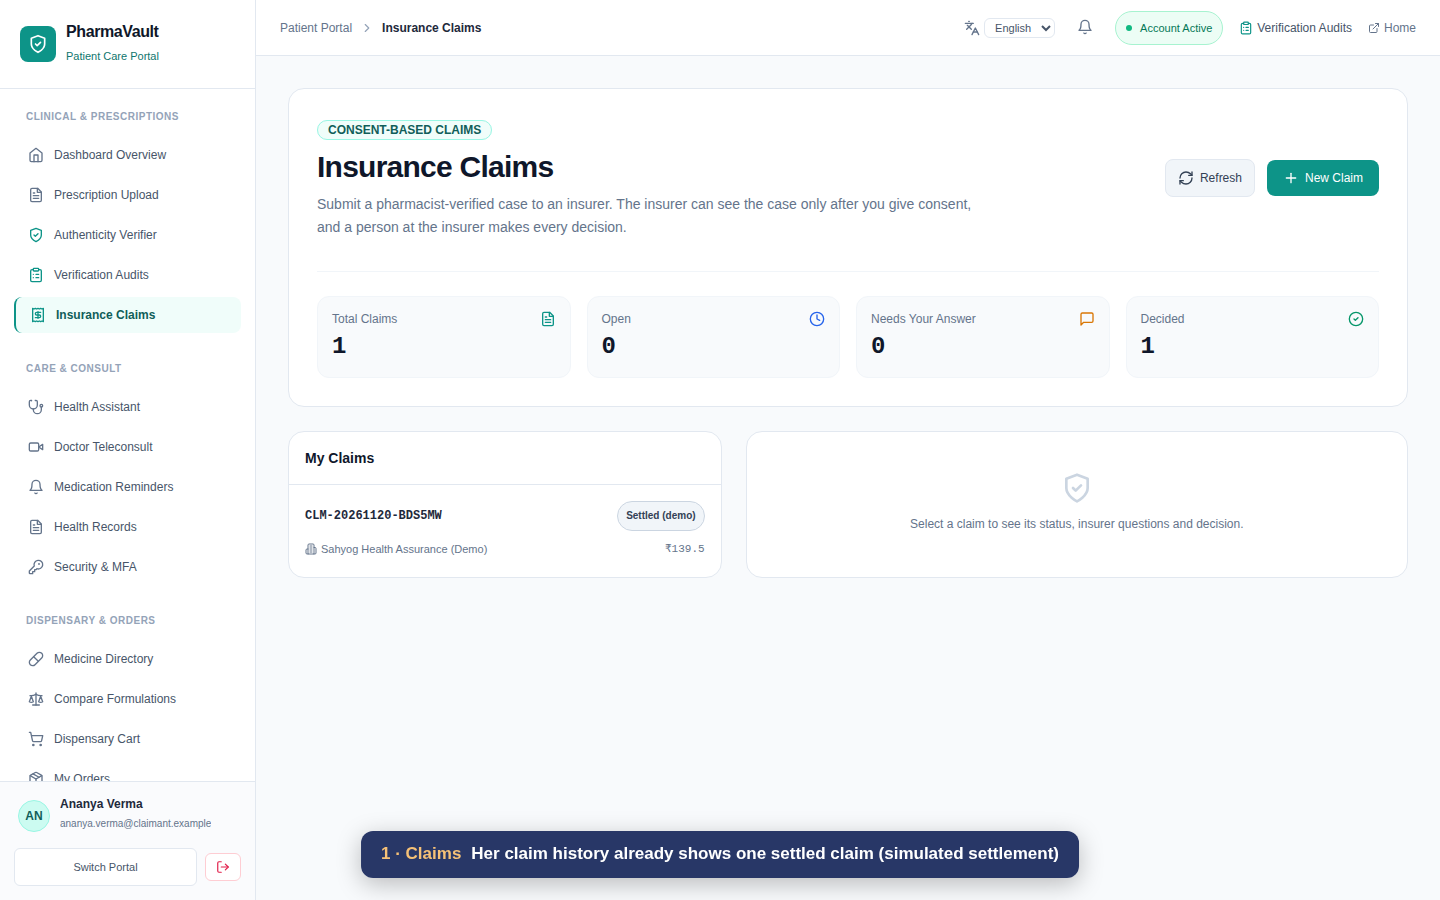 PharmaVault
Patient Care Portal
CLINICAL & PRESCRIPTIONS
Dashboard Overview
Prescription Upload
Authenticity Verifier
Verification Audits
Insurance Claims
CARE & CONSULT
Health Assistant
Doctor Teleconsult
Medication Reminders
Health Records
Security & MFA
DISPENSARY & ORDERS
Medicine Directory
Compare Formulations
Dispensary Cart
My Orders
AN
Ananya Verma
ananya.verma@claimant.example
Switch Portal
Patient Portal > Insurance Claims
English
Account Active
Verification Audits
Home
CONSENT-BASED CLAIMS
Insurance Claims
Submit a pharmacist-verified case to an insurer. The insurer can see the case only after you give consent,
and a person at the insurer makes every decision.
Refresh
New Claim
Total Claims
1
Open
0
Needs Your Answer
0
Decided
1
My Claims
CLM-20261120-BDS5MW
Settled (demo)
Sahyog Health Assurance (Demo)
₹139.5
Select a claim to see its status, insurer questions and decision.
1 · Claims Her claim history already shows one settled claim (simulated settlement)